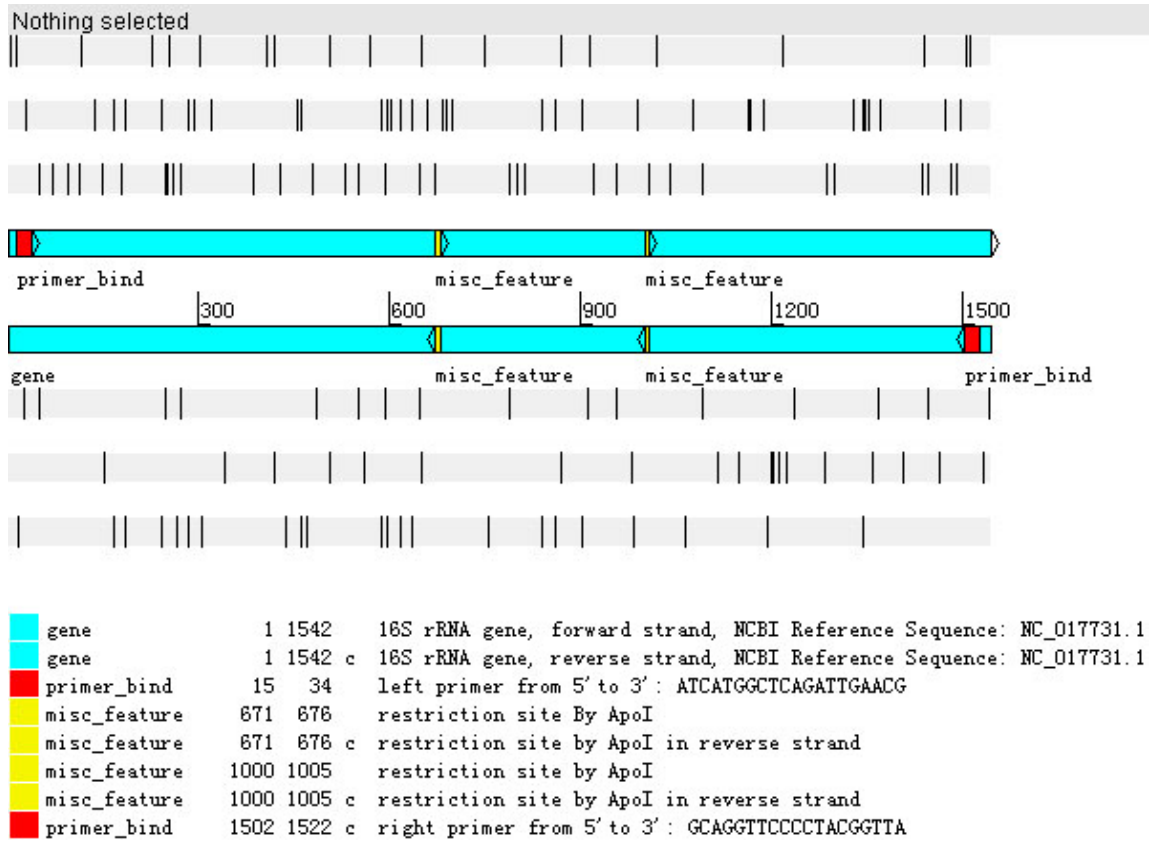 Nothing selected
primer_bind misc_feature misc_feature
300 600 900 1200 1500
gene misc_feature misc_feature primer_bind
gene 1 1542 16S rRNA gene, forward strand, NCBI Reference Sequence: NC_017731.1
gene 1 1542 c 16S rRNA gene, reverse strand, NCBI Reference Sequence: NC_017731.1
primer_bind 15 34 left primer from 5' to 3': ATCATGGCTCAGATTGAACG
misc_feature 671 676 restriction site By ApoI
misc_feature 671 676 c restriction site by ApoI in reverse strand
misc_feature 1000 1005 restriction site by ApoI
misc_feature 1000 1005 c restriction site by ApoI in reverse strand
primer_bind 1502 1522 c right primer from 5' to 3': GCAGGTTCCCCTACGGTTA